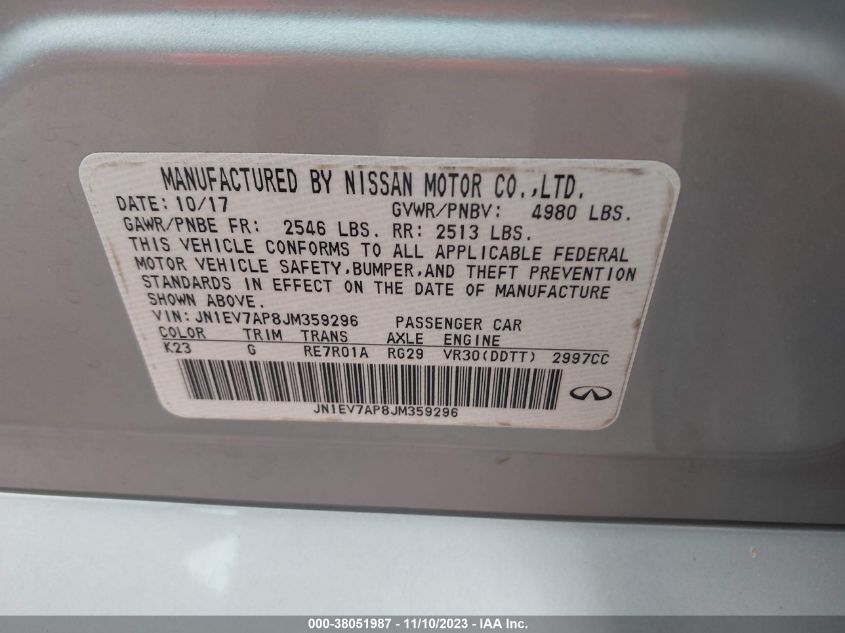 MANUFACTURED BY NISSAN MOTOR CO.,LTD.
DATE: 10/17 GVWR/PNBV: 4980 LBS.
GAWR/PNBE FR: 2546 LBS. RR: 2513 LBS.
THIS VEHICLE CONFORMS TO ALL APPLICABLE FEDERAL
MOTOR VEHICLE SAFETY,BUMPER,AND THEFT PREVENTION
STANDARDS IN EFFECT ON THE DATE OF MANUFACTURE
SHOWN ABOVE.
VIN: JN1EV7AP8JM359296 PASSENGER CAR
COLOR TRIM TRANS AXLE ENGINE
K23 G RE7R01A RG29 VR30(DDTT) 2997CC
JN1EV7AP8JM359296
000-38051987 - 11/10/2023 - IAA Inc.